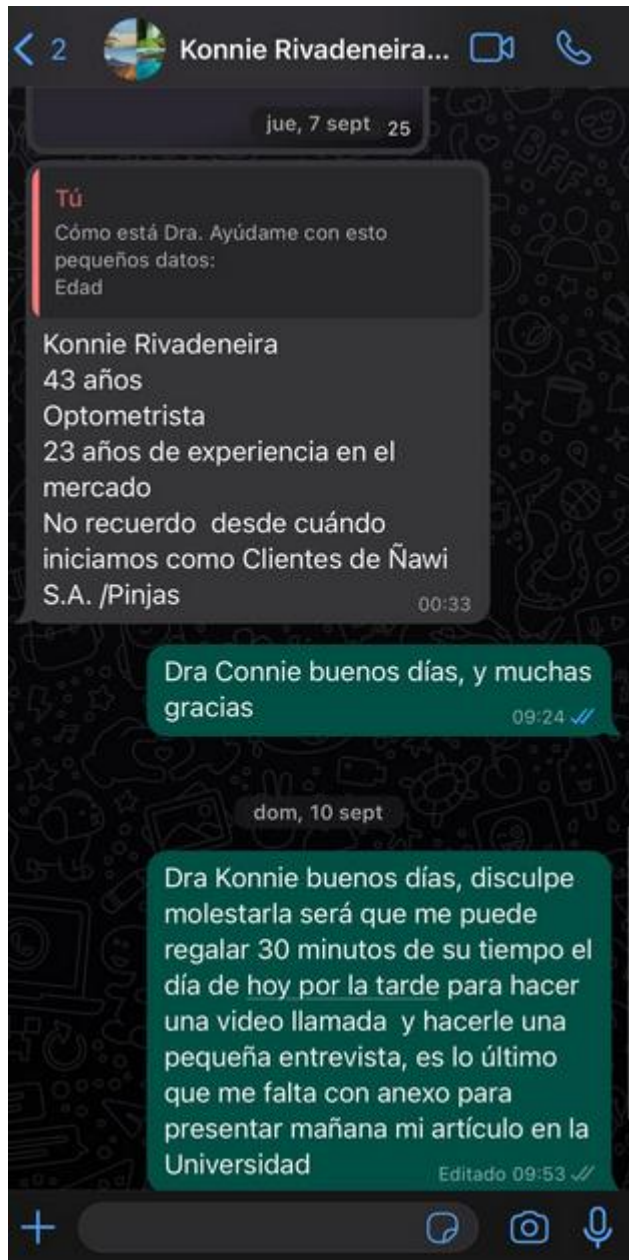 2
Konnie Rivadeneira...
jue, 7 sept 25
Tú
Cómo está Dra. Ayúdame con esto
pequeños datos:
Edad
Konnie Rivadeneira
43 años
Optometrista
23 años de experiencia en el
mercado
No recuerdo desde cuándo
iniciamos como Clientes de Ñawi
S.A. /Pinjas
00:33
Dra Connie buenos días, y muchas
gracias
09:24
dom, 10 sept
Dra Konnie buenos días, disculpe
molestarla será que me puede
regalar 30 minutos de su tiempo el
día de hoy por la tarde para hacer
una video llamada y hacerle una
pequeña entrevista, es lo último
que me falta con anexo para
presentar mañana mi artículo en la
Universidad
Editado 09:53